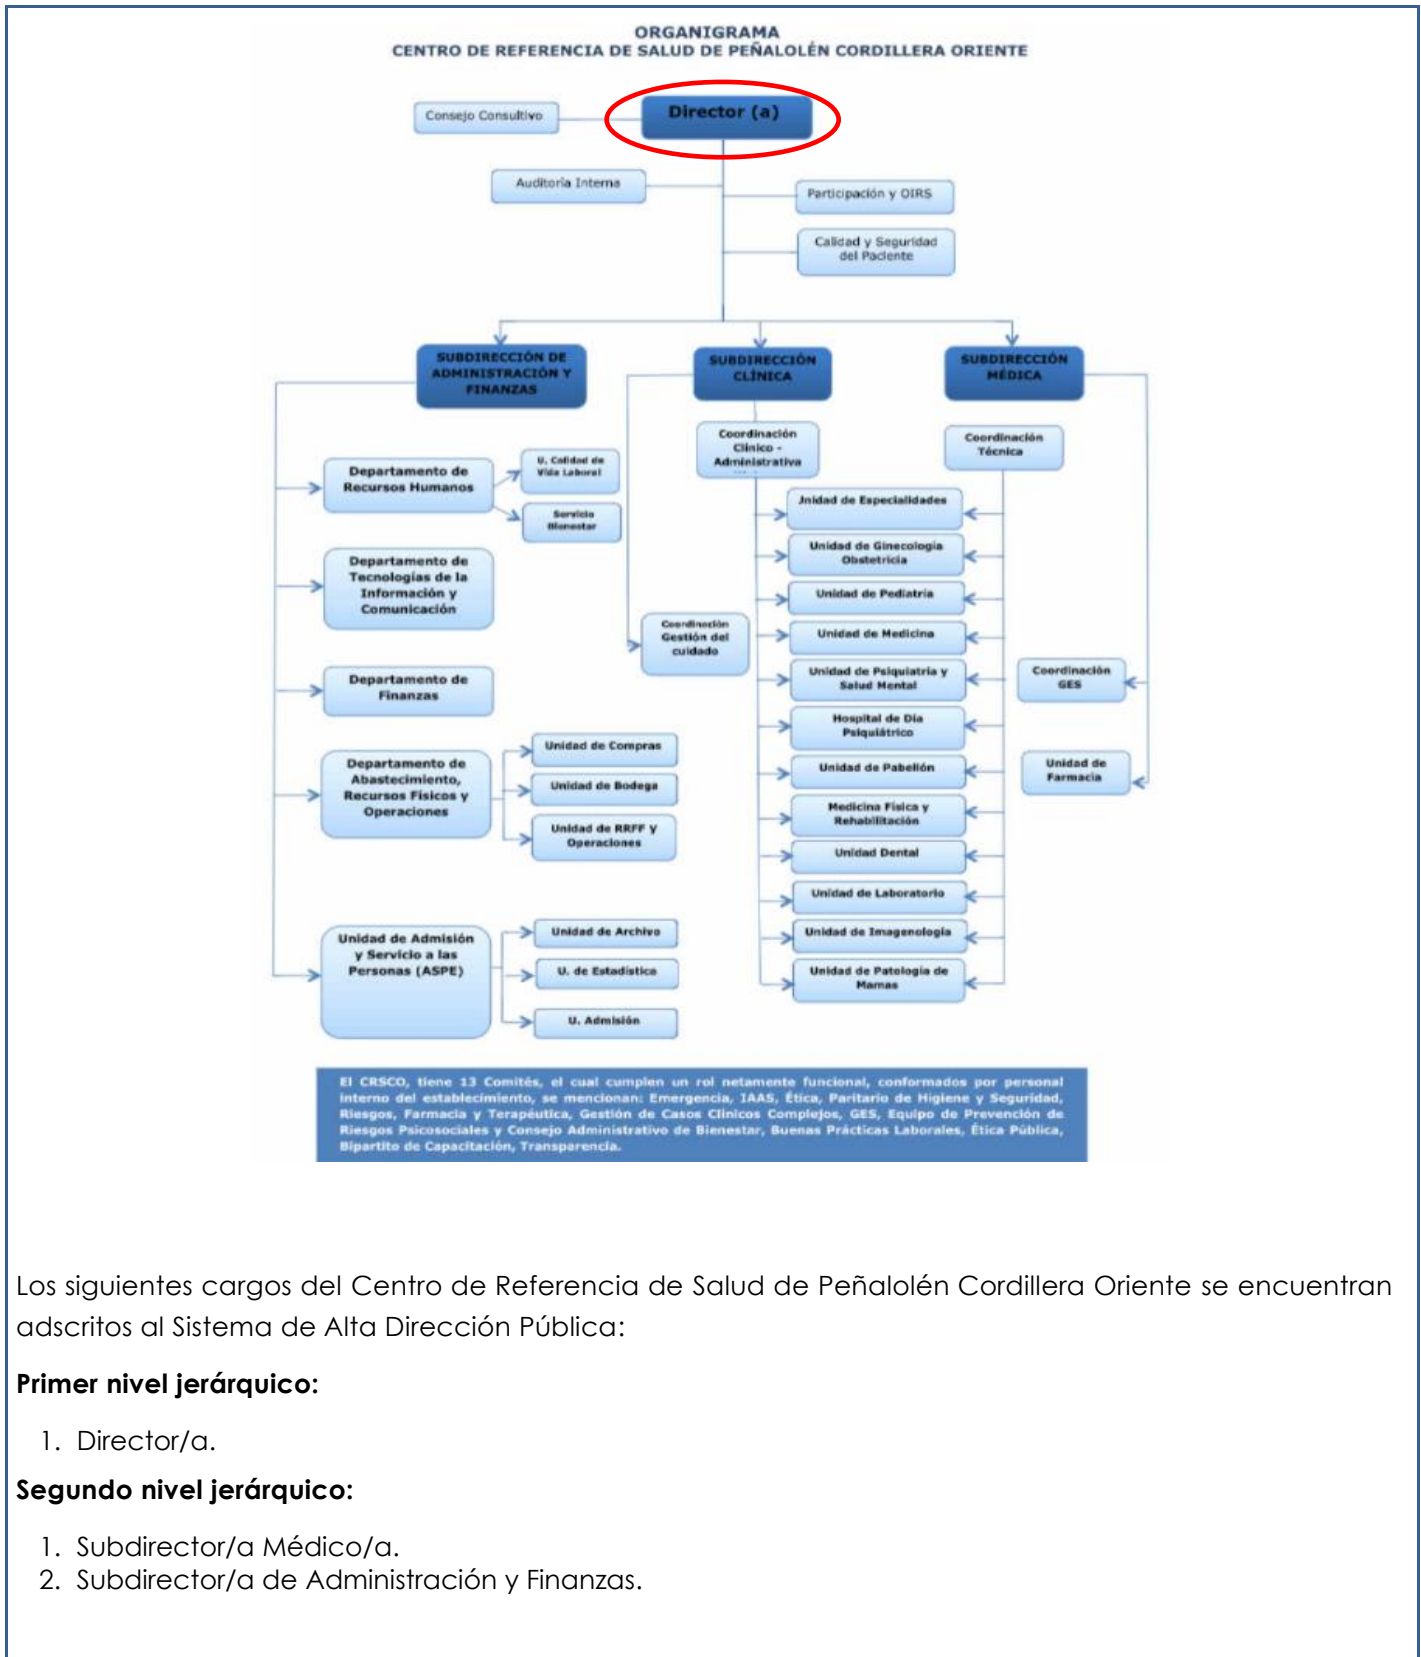 ORGANIGRAMA
CENTRO DE REFERENCIA DE SALUD DE PEÑALOLÉN CORDILLERA ORIENTE
Director (a)
Consejo Consultivo
Auditoría Interna
Participación y OIRS
Calidad y Seguridad
del Paciente
SUBDIRECCIÓN DE
ADMINISTRACIÓN Y
FINANZAS
SUBDIRECCIÓN
CLÍNICA
SUBDIRECCIÓN
MÉDICA
Departamento de
Recursos Humanos
U. Calidad de
Vida Laboral
Servicio
Bienestar
Departamento de
Tecnologías de la
Información y
Comunicación
Departamento de
Finanzas
Departamento de
Abastecimiento,
Recursos Físicos y
Operaciones
Unidad de Compras
Unidad de Bodega
Unidad de RRFF y
Operaciones
Unidad de Admisión
y Servicio a las
Personas (ASPE)
Unidad de Archivo
U. de Estadística
U. Admisión
Coordinación
Gestión del
cuidado
Coordinación
Clínico -
Administrativa
Coordinación
Técnica
Jnidad de Especialidades
Unidad de Ginecología
Obstetricia
Unidad de Pediatría
Unidad de Medicina
Unidad de Psiquiatría y
Salud Mental
Hospital de Día
Psiquiátrico
Unidad de Pabellón
Medicina Física y
Rehabilitación
Unidad Dental
Unidad de Laboratorio
Unidad de Imagenología
Unidad de Patología de
Mamas
Coordinación
GES
Unidad de
Farmacia
El CRSCO, tiene 13 Comités, el cual cumplen un rol netamente funcional, conformados por personal
interno del establecimiento, se mencionan: Emergencia, IAAS, Ética, Paritario de Higiene y Seguridad,
Riesgos, Farmacia y Terapéutica, Gestión de Casos Clínicos Complejos, GES, Equipo de Prevención de
Riesgos Psicosociales y Consejo Administrativo de Bienestar, Buenas Prácticas Laborales, Ética Pública,
Bipartito de Capacitación, Transparencia.
Los siguientes cargos del Centro de Referencia de Salud de Peñalolén Cordillera Oriente se encuentran
adscritos al Sistema de Alta Dirección Pública:
Primer nivel jerárquico:
1. Director/a.
Segundo nivel jerárquico:
1. Subdirector/a Médico/a.
2. Subdirector/a de Administración y Finanzas.